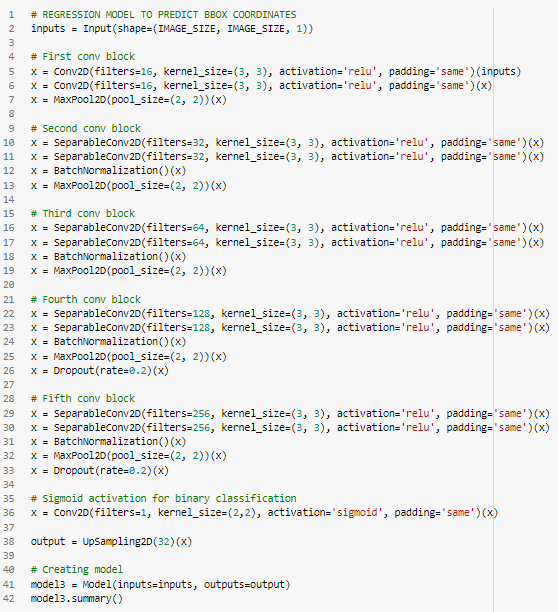 1 # REGRESSION MODEL TO PREDICT BBOX COORDINATES
2 inputs = Input(shape=(IMAGE_SIZE, IMAGE_SIZE, 1))
3
4 # First conv block
5 x = Conv2D(filters=16, kernel_size=(3, 3), activation='relu', padding='same')(inputs)
6 x = Conv2D(filters=16, kernel_size=(3, 3), activation='relu', padding='same')(x)
7 x = MaxPool2D(pool_size=(2, 2))(x)
8
9 # Second conv block
10 x = SeparableConv2D(filters=32, kernel_size=(3, 3), activation='relu', padding='same')(x)
11 x = SeparableConv2D(filters=32, kernel_size=(3, 3), activation='relu', padding='same')(x)
12 x = BatchNormalization()(x)
13 x = MaxPool2D(pool_size=(2, 2))(x)
14
15 # Third conv block
16 x = SeparableConv2D(filters=64, kernel_size=(3, 3), activation='relu', padding='same')(x)
17 x = SeparableConv2D(filters=64, kernel_size=(3, 3), activation='relu', padding='same')(x)
18 x = BatchNormalization()(x)
19 x = MaxPool2D(pool_size=(2, 2))(x)
20
21 # Fourth conv block
22 x = SeparableConv2D(filters=128, kernel_size=(3, 3), activation='relu', padding='same')(x)
23 x = SeparableConv2D(filters=128, kernel_size=(3, 3), activation='relu', padding='same')(x)
24 x = BatchNormalization()(x)
25 x = MaxPool2D(pool_size=(2, 2))(x)
26 x = Dropout(rate=0.2)(x)
27
28 # Fifth conv block
29 x = SeparableConv2D(filters=256, kernel_size=(3, 3), activation='relu', padding='same')(x)
30 x = SeparableConv2D(filters=256, kernel_size=(3, 3), activation='relu', padding='same')(x)
31 x = BatchNormalization()(x)
32 x = MaxPool2D(pool_size=(2, 2))(x)
33 x = Dropout(rate=0.2)(x)
34
35 # Sigmoid activation for binary classification
36 x = Conv2D(filters=1, kernel_size=(2,2), activation='sigmoid', padding='same')(x)
37
38 output = UpSampling2D(32)(x)
39
40 # Creating model
41 model3 = Model(inputs=inputs, outputs=output)
42 model3.summary()